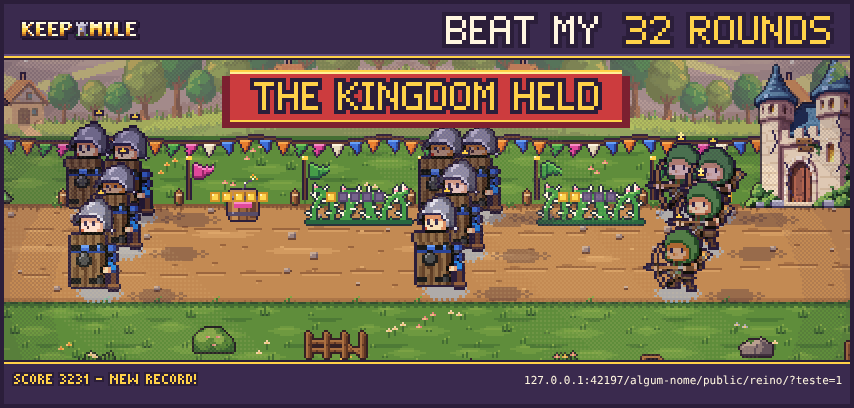 KEEP MILE
BEAT MY 32 ROUNDS
THE KINGDOM HELD
SCORE 3231 - NEW RECORD!
127.0.0.1:42197/algum-nome/public/reino/?teste=1